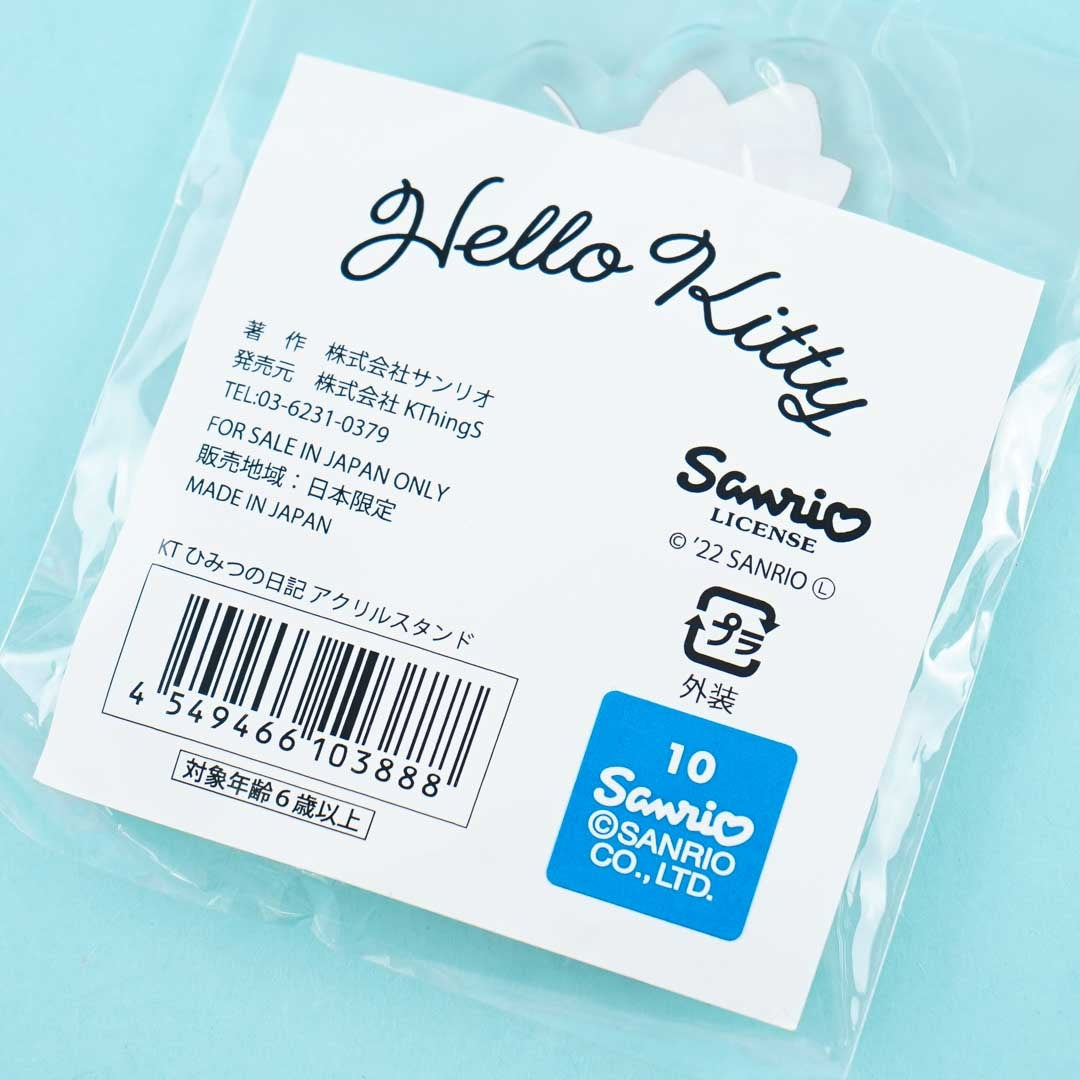 Hello Kitty
著 作 株式会社サンリオ
発売元 株式会社 KThingS
TEL:03-6231-0379
FOR SALE IN JAPAN ONLY
販売地域：日本限定
MADE IN JAPAN
KT ひみつの日記 アクリルスタンド
4 549466 103888
対象年齢6歳以上
Sanrio
LICENSE
© '22 SANRIO Ⓛ
プラ
外装
10
Sanrio
©SANRIO
CO.,LTD.